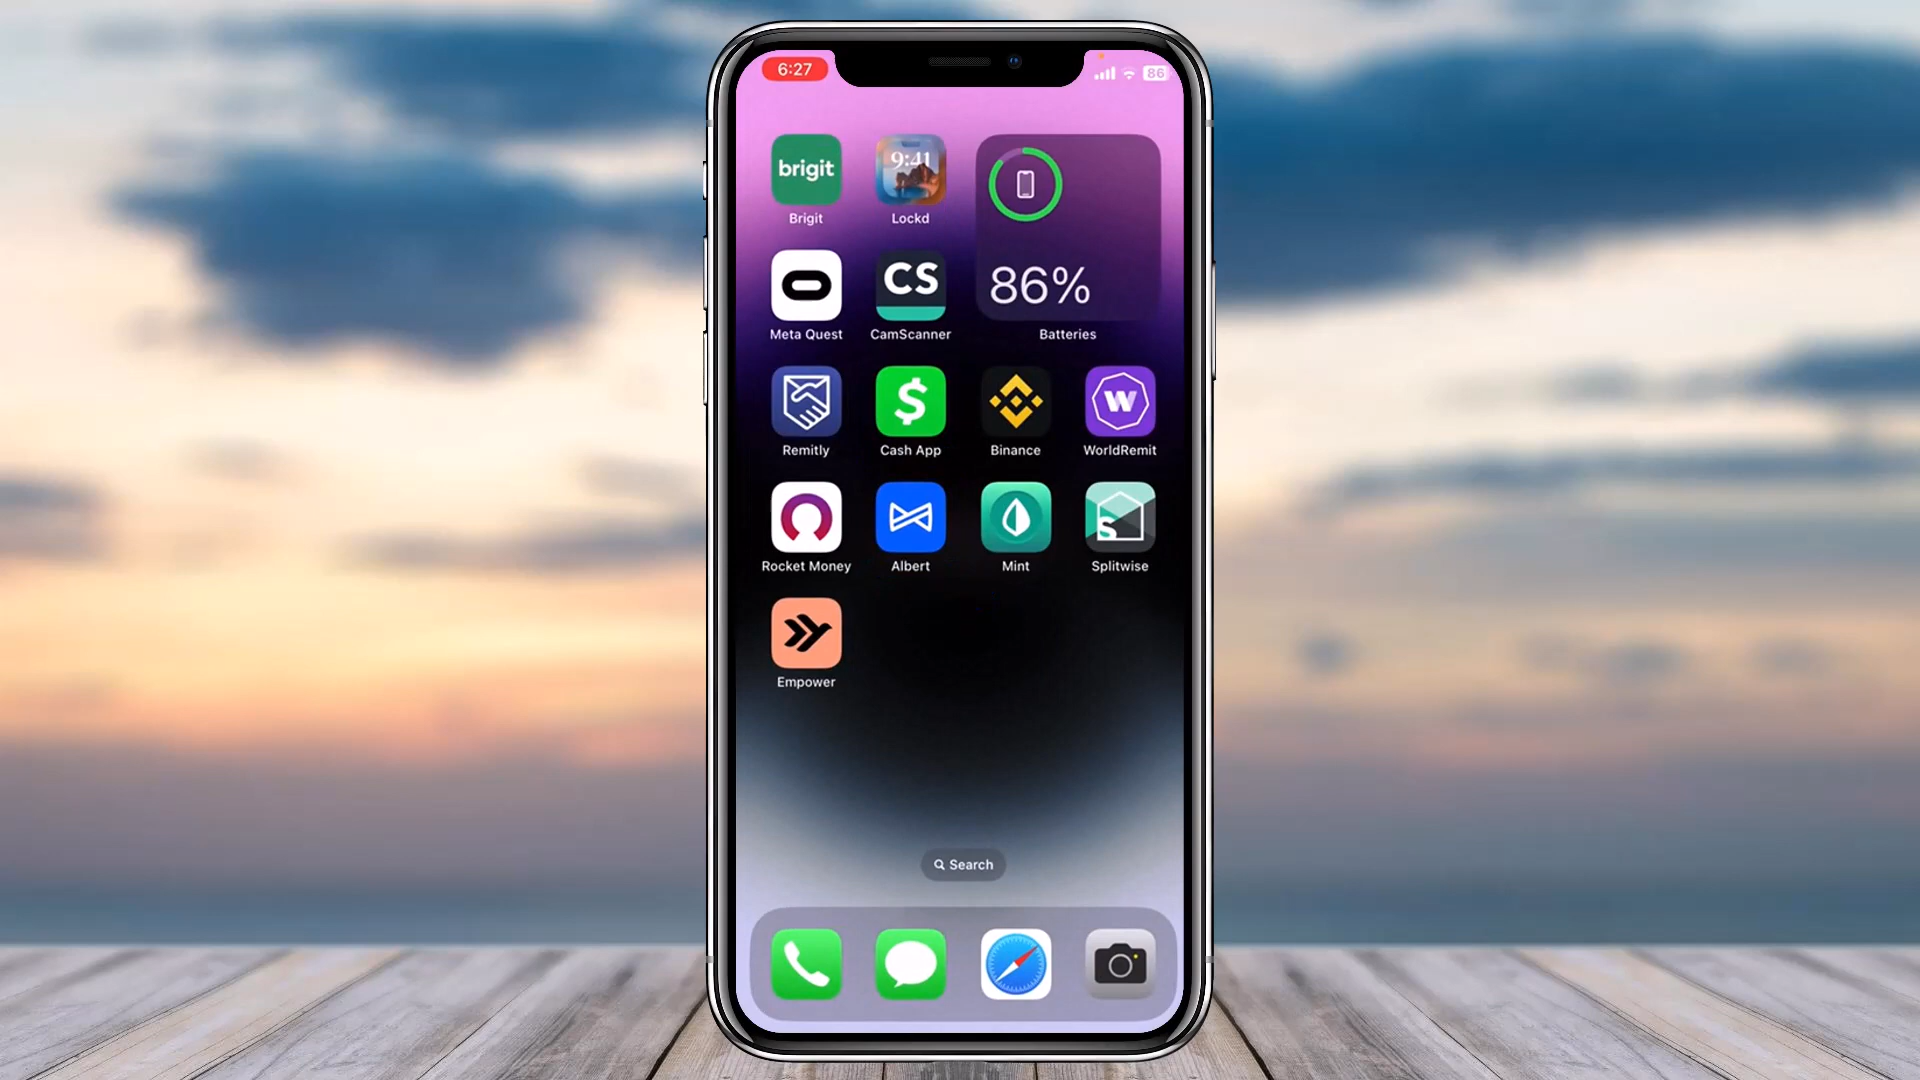 6:27
86
brigit
9:41
Brigit
Lockd
CS
86%
Meta Quest
CamScanner
Batteries
$
W
Remitly
Cash App
Binance
WorldRemit
S
Rocket Money
Albert
Mint
Splitwise
Empower
Search